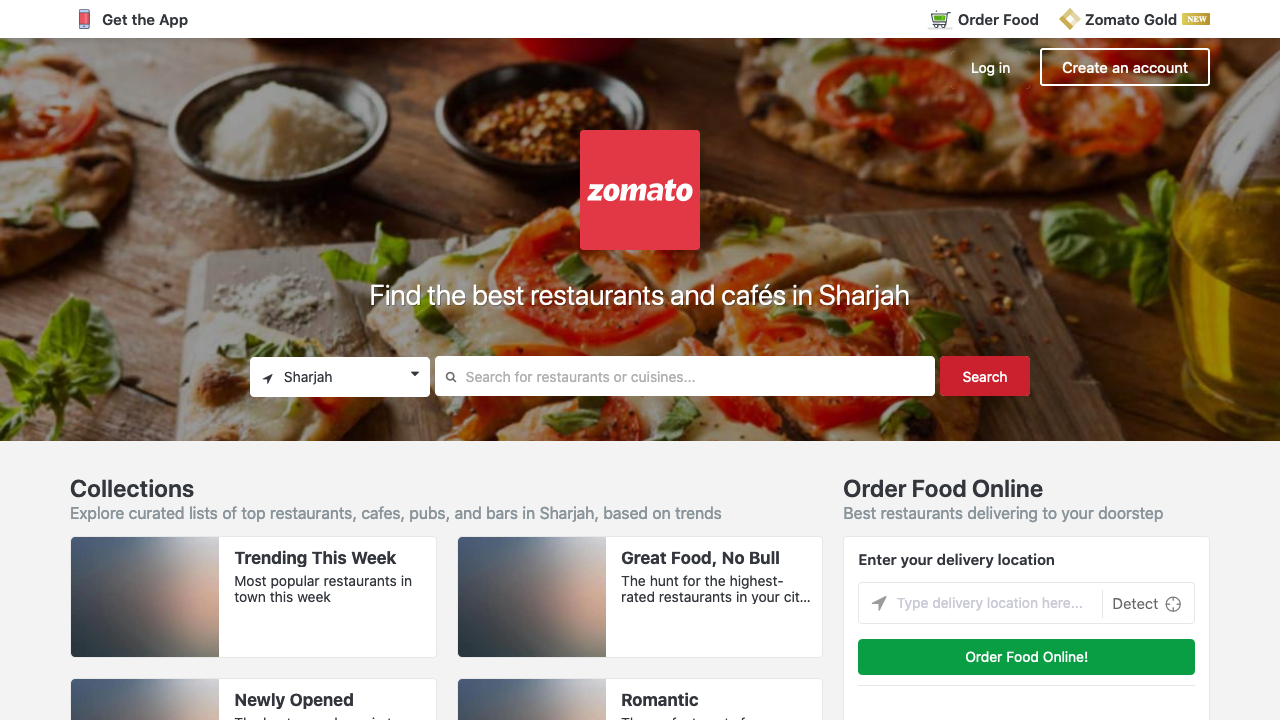 Get the App
Order Food
Zomato Gold NEW
Log in
Create an account
zomato
Find the best restaurants and cafés in Sharjah
Sharjah
Search for restaurants or cuisines...
Search
Collections
Explore curated lists of top restaurants, cafes, pubs, and bars in Sharjah, based on trends
Trending This Week
Most popular restaurants in
town this week
Great Food, No Bull
The hunt for the highest-
rated restaurants in your cit...
Newly Opened
Romantic
Order Food Online
Best restaurants delivering to your doorstep
Enter your delivery location
Type delivery location here...
Detect
Order Food Online!